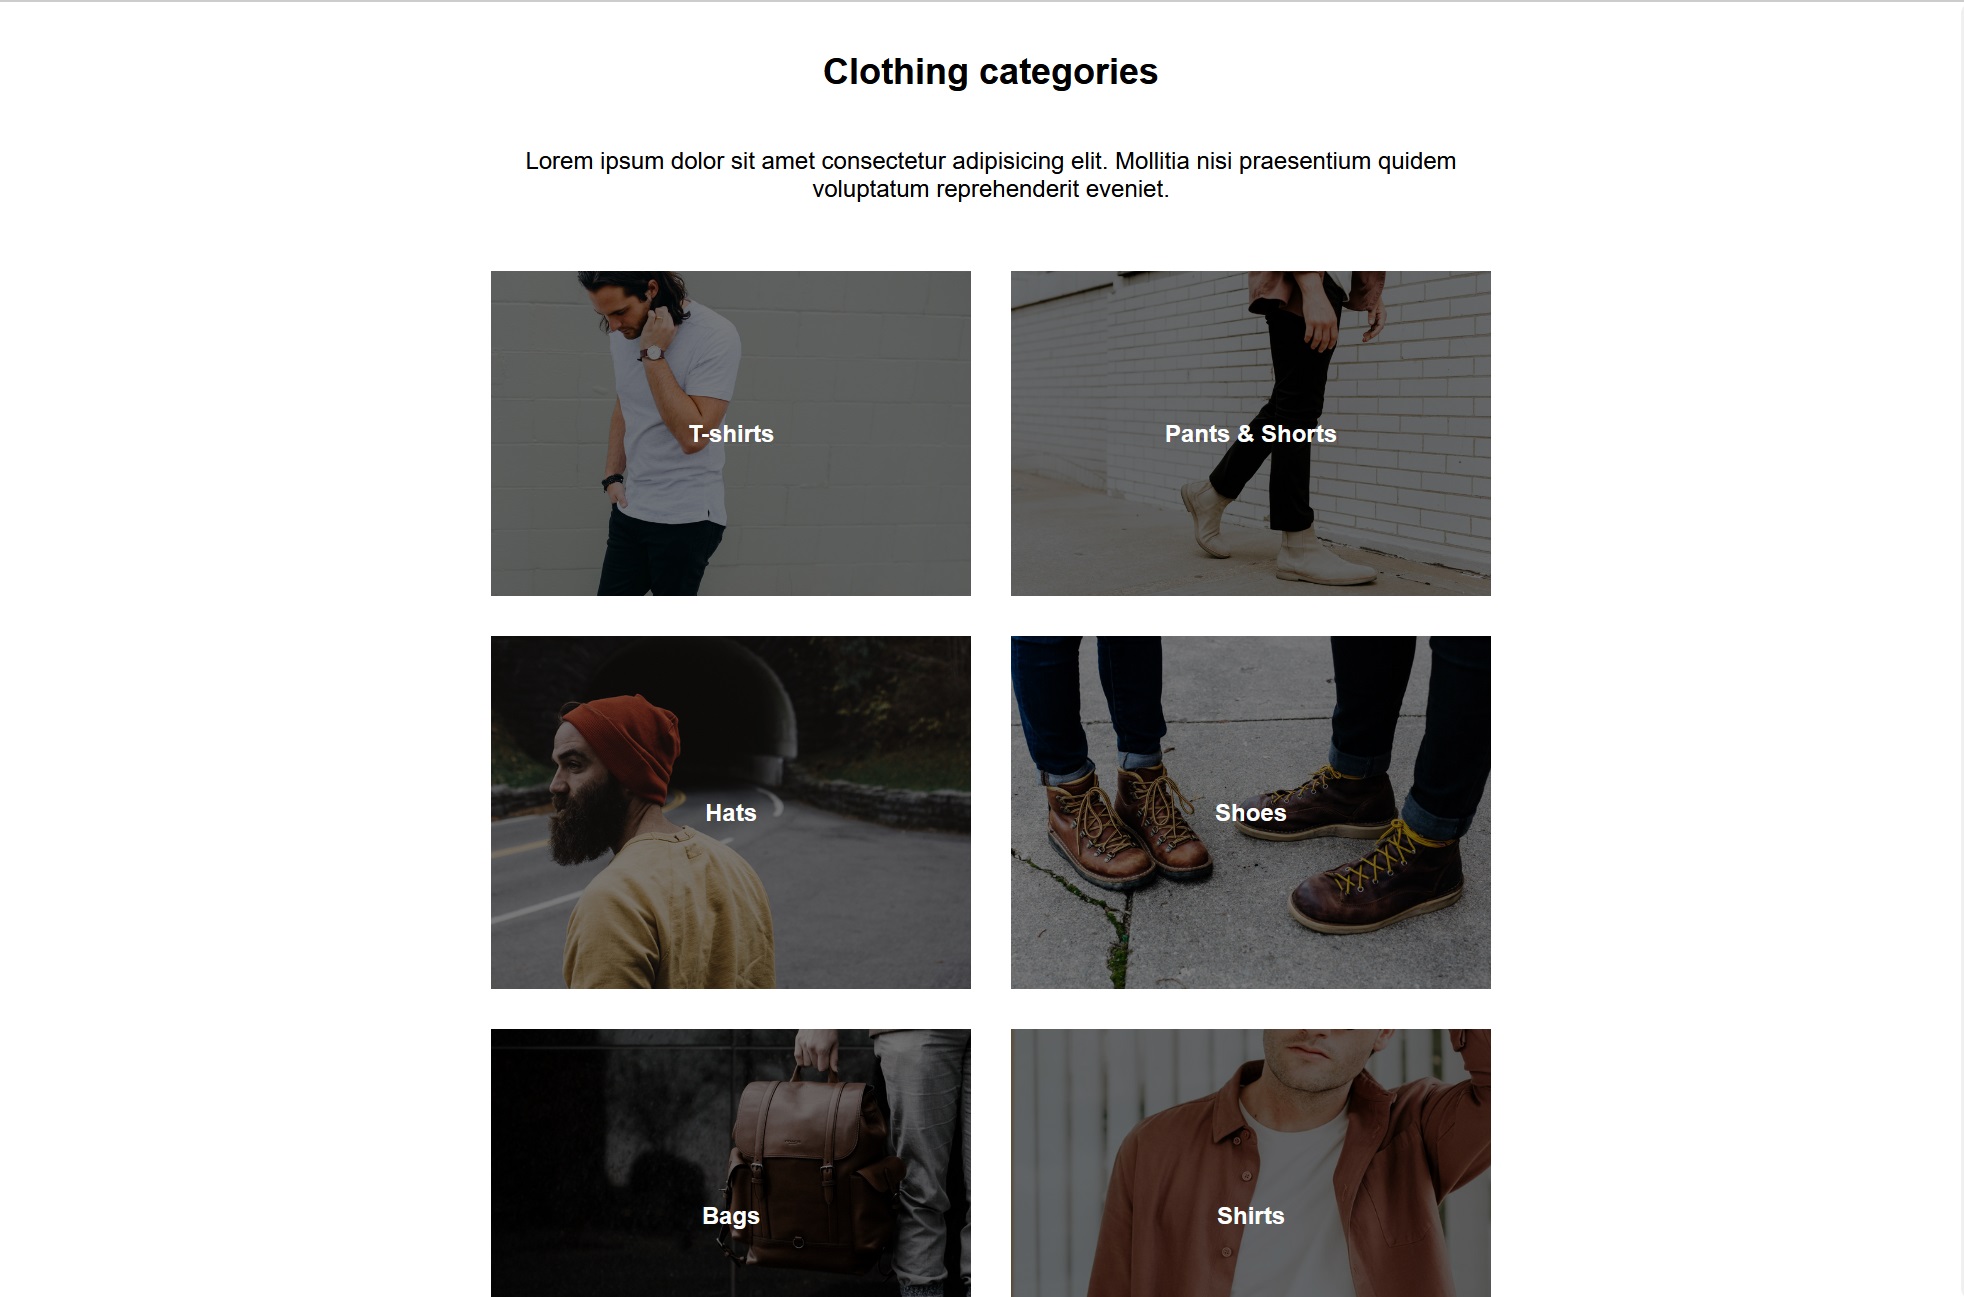 Clothing categories
Lorem ipsum dolor sit amet consectetur adipisicing elit. Mollitia nisi praesentium quidem
voluptatum reprehenderit eveniet.
T-shirts
Pants & Shorts
Hats
Shoes
Bags
Shirts